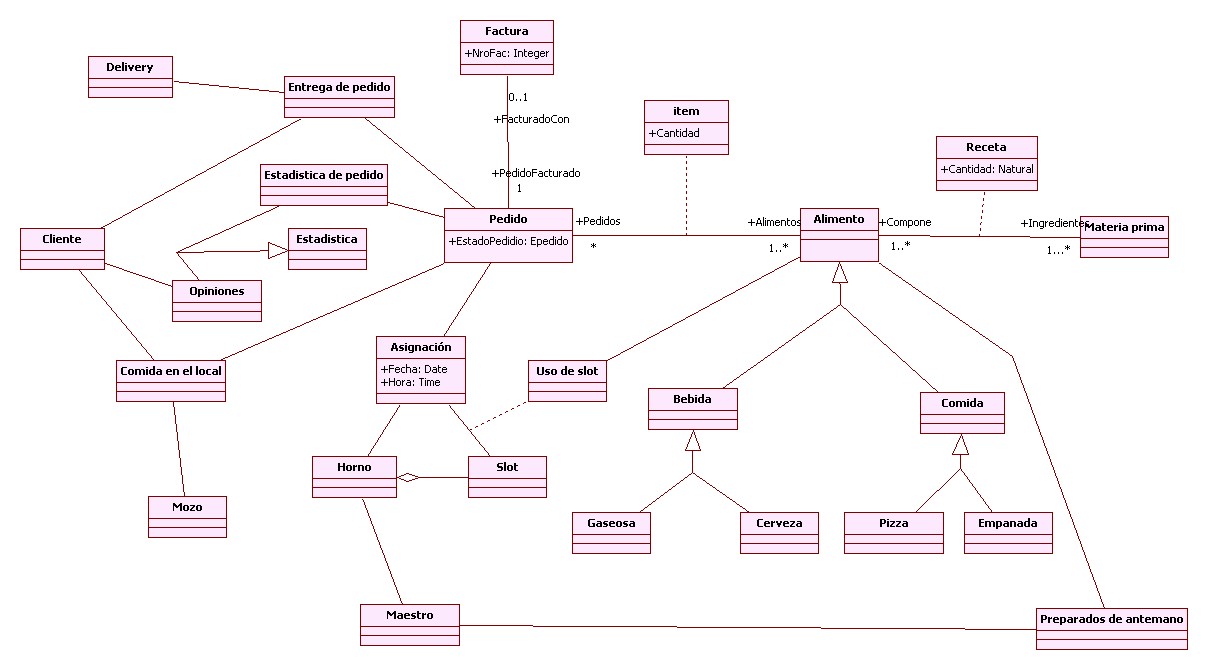 Factura
+NroFac: Integer
Delivery
Entrega de pedido
0..1
+FacturadoCon
item
+Cantidad
Receta
+Cantidad: Natural
Estadistica de pedido
+PedidoFacturado
1
Pedido
+EstadoPedidio: Epedido
+Pedidos
*
+Alimentos
1..*
Alimento
+Compone
1..*
+Ingredientes
1...*
Materia prima
Cliente
Estadistica
Opiniones
Asignación
+Fecha: Date
+Hora: Time
Comida en el local
Uso de slot
Bebida
Comida
Horno
Slot
Mozo
Gaseosa
Cerveza
Pizza
Empanada
Maestro
Preparados de antemano